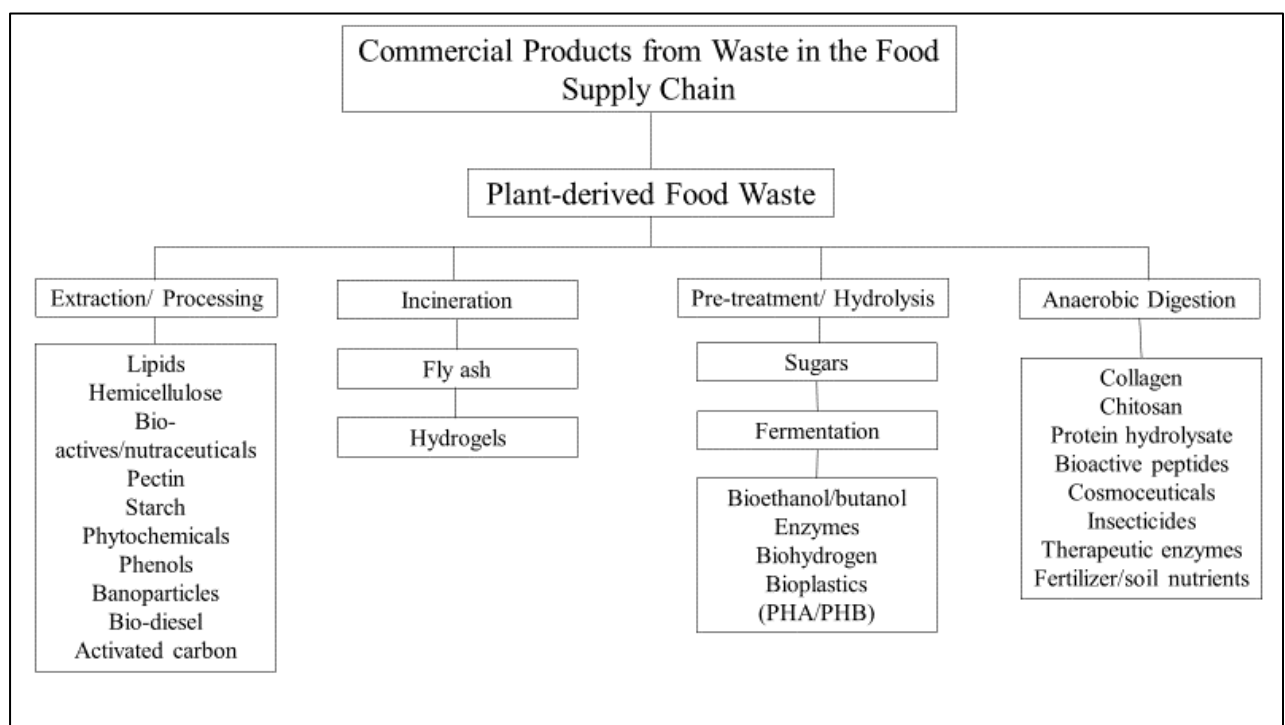 Commercial Products from Waste in the Food
Supply Chain
Plant-derived Food Waste
Extraction/ Processing
Lipids
Hemicellulose
Bio-
actives/nutraceuticals
Pectin
Starch
Phytochemicals
Phenols
Banoparticles
Bio-diesel
Activated carbon
Incineration
Fly ash
Hydrogels
Pre-treatment/ Hydrolysis
Sugars
Fermentation
Bioethanol/butanol
Enzymes
Biohydrogen
Bioplastics
(PHA/PHB)
Anaerobic Digestion
Collagen
Chitosan
Protein hydrolysate
Bioactive peptides
Cosmoceuticals
Insecticides
Therapeutic enzymes
Fertilizer/soil nutrients